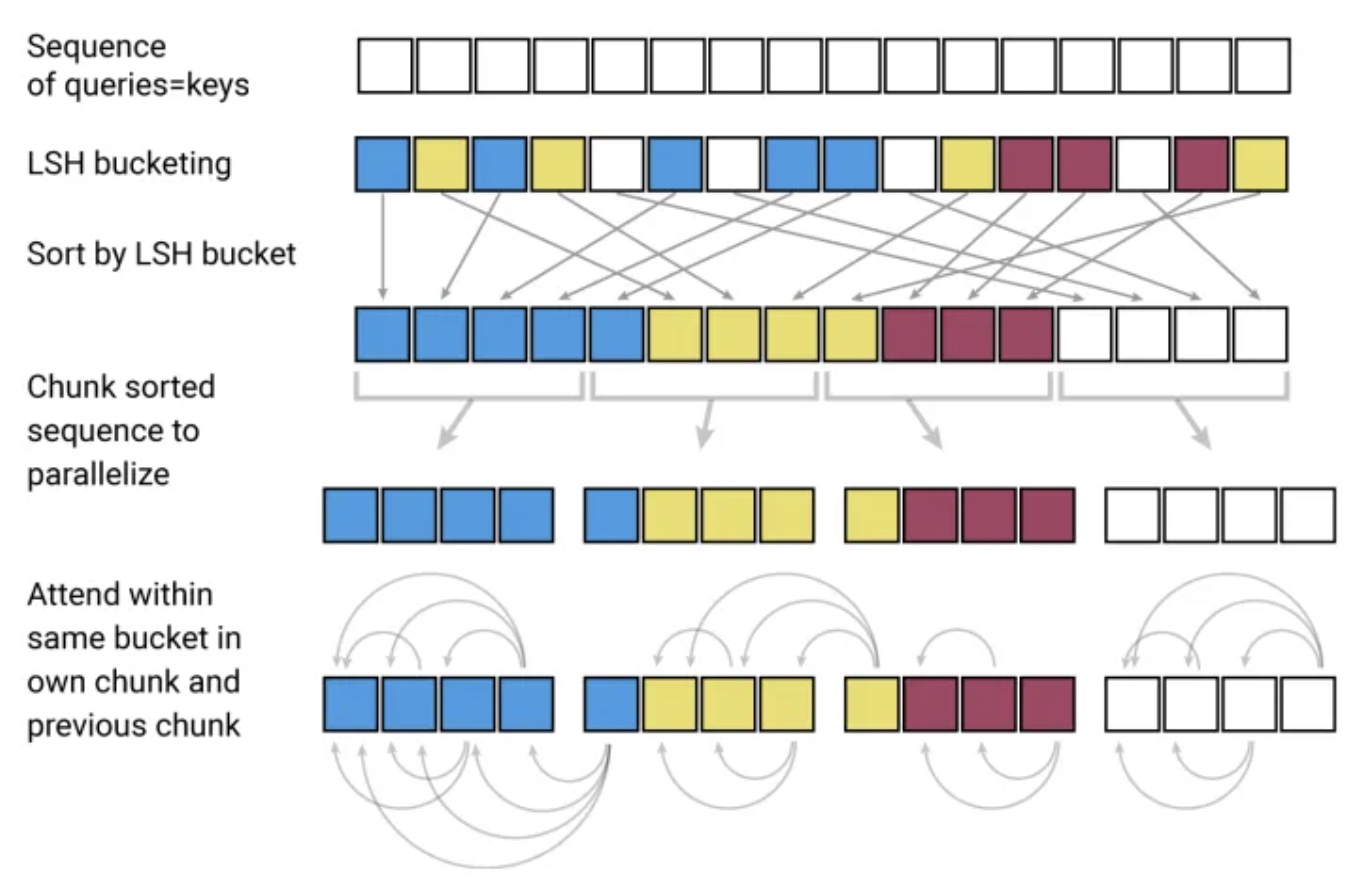 Sequence
of queries=keys
LSH bucketing
Sort by LSH bucket
Chunk sorted
sequence to
parallelize
Attend within
same bucket in
own chunk and
previous chunk